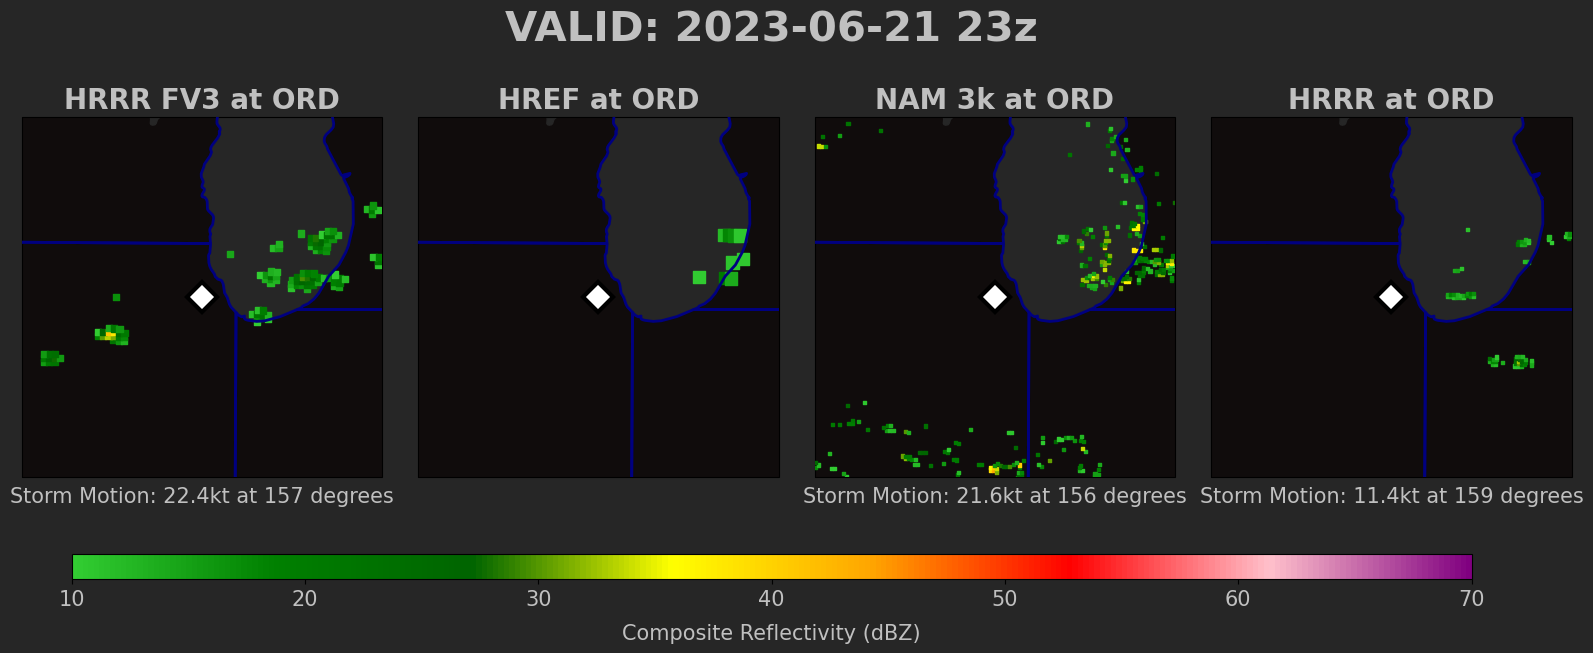 VALID: 2023-06-21 23z
HRRR FV3 at ORD
HREF at ORD
NAM 3k at ORD
HRRR at ORD
Storm Motion: 22.4kt at 157 degrees
Storm Motion: 21.6kt at 156 degrees
Storm Motion: 11.4kt at 159 degrees
10 20 30 40 50 60 70
Composite Reflectivity (dBZ)